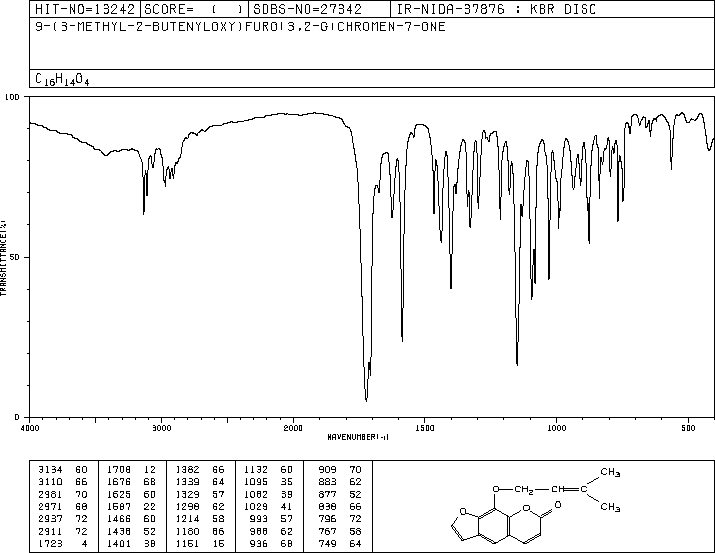 HIT-NO=13242 SCORE= ( ) SDBS-NO=27342 IR-NIDA-37876 : KBR DISC
9-(3-METHYL-2-BUTENYLOXY)FURO(3,2-G)CHROMEN-7-ONE
C16H14O4
100
50
0
TRANSMITTANCE(%)
4000 3000 2000 1500 1000 500
WAVENUMBER(-1)
3134 60 1708 12 1382 66 1132 60 909 70
3110 66 1676 68 1339 64 1095 35 883 62
2981 70 1625 60 1329 57 1082 39 877 52
2971 68 1587 22 1298 62 1029 41 838 66
2937 72 1466 60 1214 58 993 57 796 72
2911 72 1438 52 1180 66 988 62 767 58
1723 4 1401 38 1151 15 936 68 749 64
CH3
O CH2 CH C
CH3
O O O